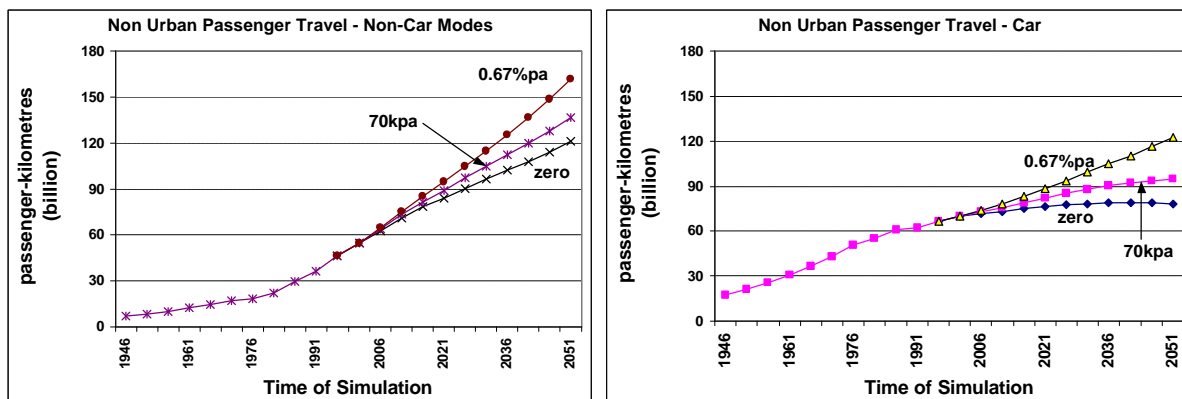 Non Urban Passenger Travel - Non-Car Modes
passenger-kilometres
(billion)
180
150
120
90
60
30
0
0.67%pa
70kpa
zero
1946
1961
1976
1991
2006
2021
2036
2051
Time of Simulation
Non Urban Passenger Travel - Car
passenger-kilometres
(billion)
180
150
120
90
60
30
0
0.67%pa
zero
70kpa
1946
1961
1976
1991
2006
2021
2036
2051
Time of Simulation